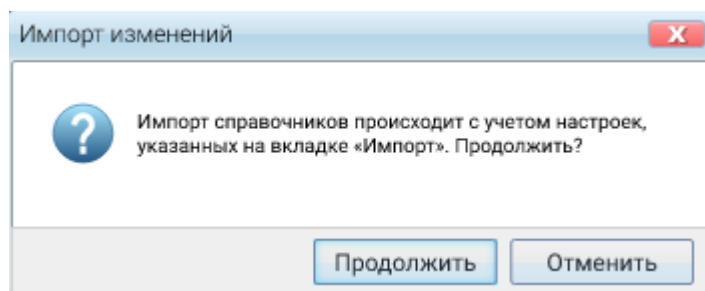 Импорт изменений
Импорт справочников происходит с учетом настроек,
указанных на вкладке «Импорт». Продолжить?
Продолжить
Отменить